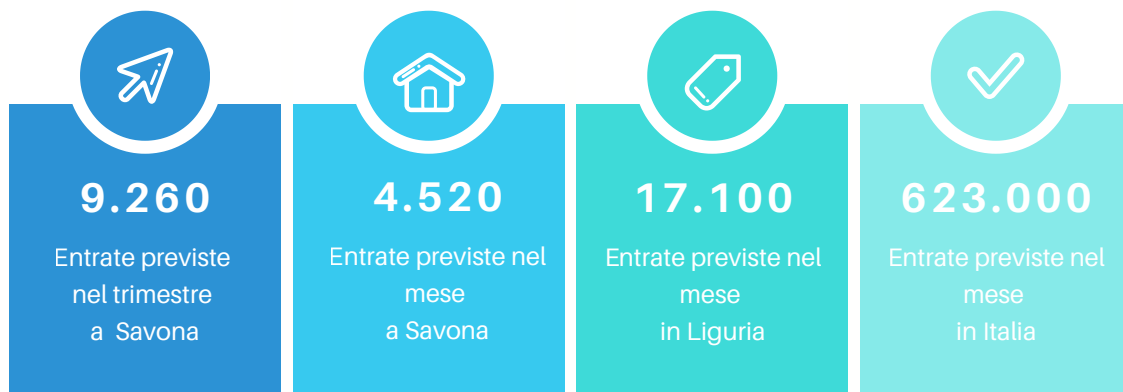 9.260
Entrate previste
nel trimestre
a Savona
4.520
Entrate previste nel
mese
a Savona
17.100
Entrate previste nel
mese
in Liguria
623.000
Entrate previste nel
mese
in Italia